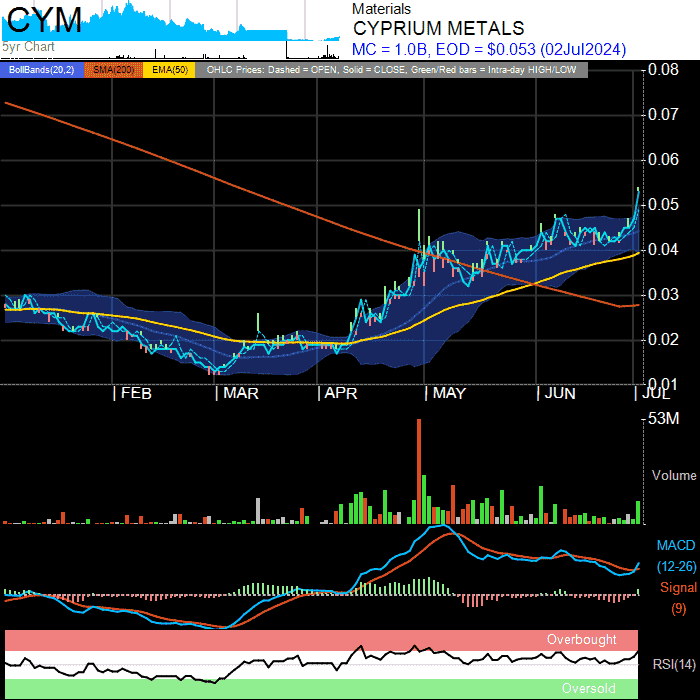 CYM
5yr Chart
Materials
CYPRIUM METALS
MC = 1.0B, EOD = $0.053 (02Jul2024)
BollBands(20,2) SMA(200) EMA(50) OHLC Prices: Dashed = OPEN, Solid = CLOSE, Green/Red bars = Intra-day HIGH/LOW
0.08
0.07
0.06
0.05
0.04
0.03
0.02
0.01
FEB MAR APR MAY JUN JUL
53M
Volume
MACD
(12-26)
Signal
(9)
Overbought
RSI(14)
Oversold